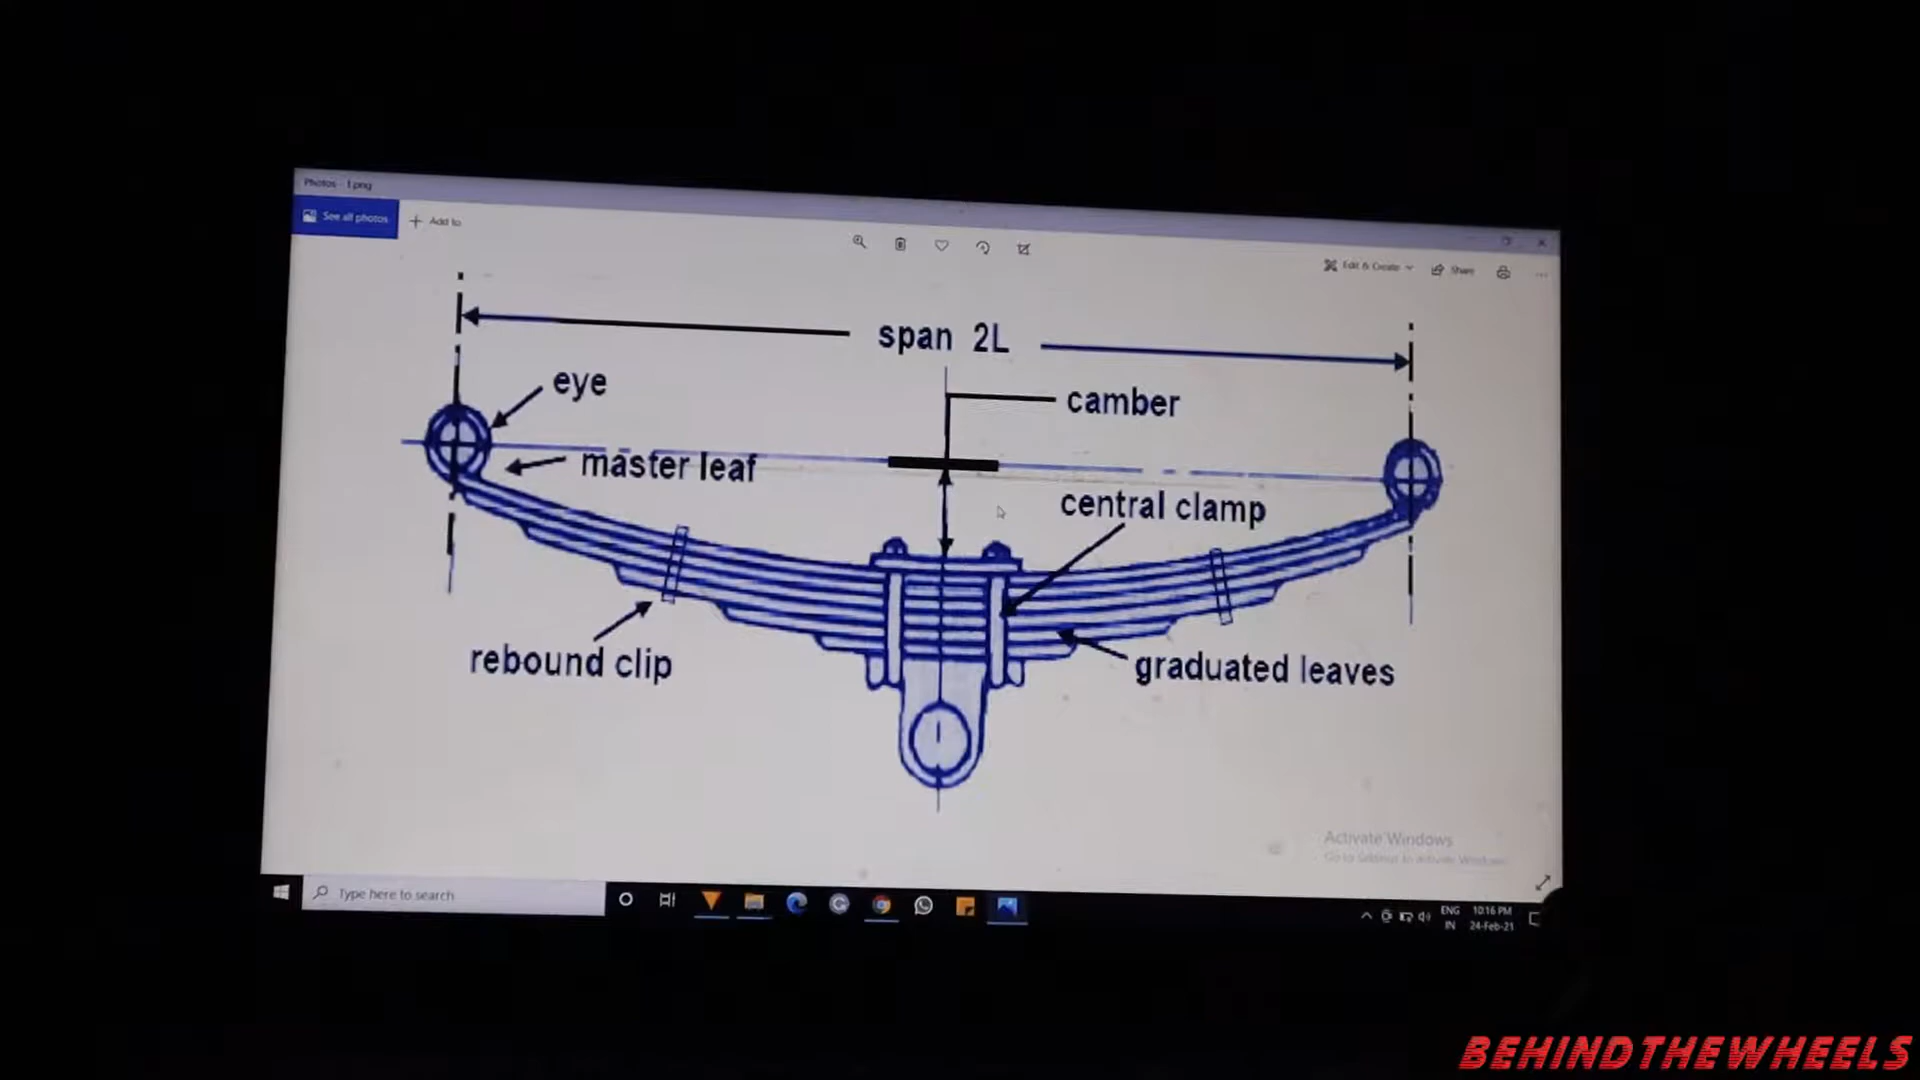 Photos - 1.png
See all photos
Add to
Edit & Create
Share
span 2L
eye
camber
master leaf
central clamp
rebound clip
graduated leaves
Activate Windows
Go to Settings to activate Windows.
Type here to search
ENG
IN
10:16 PM
24-Feb-21
BEHINDTHEWHEELS